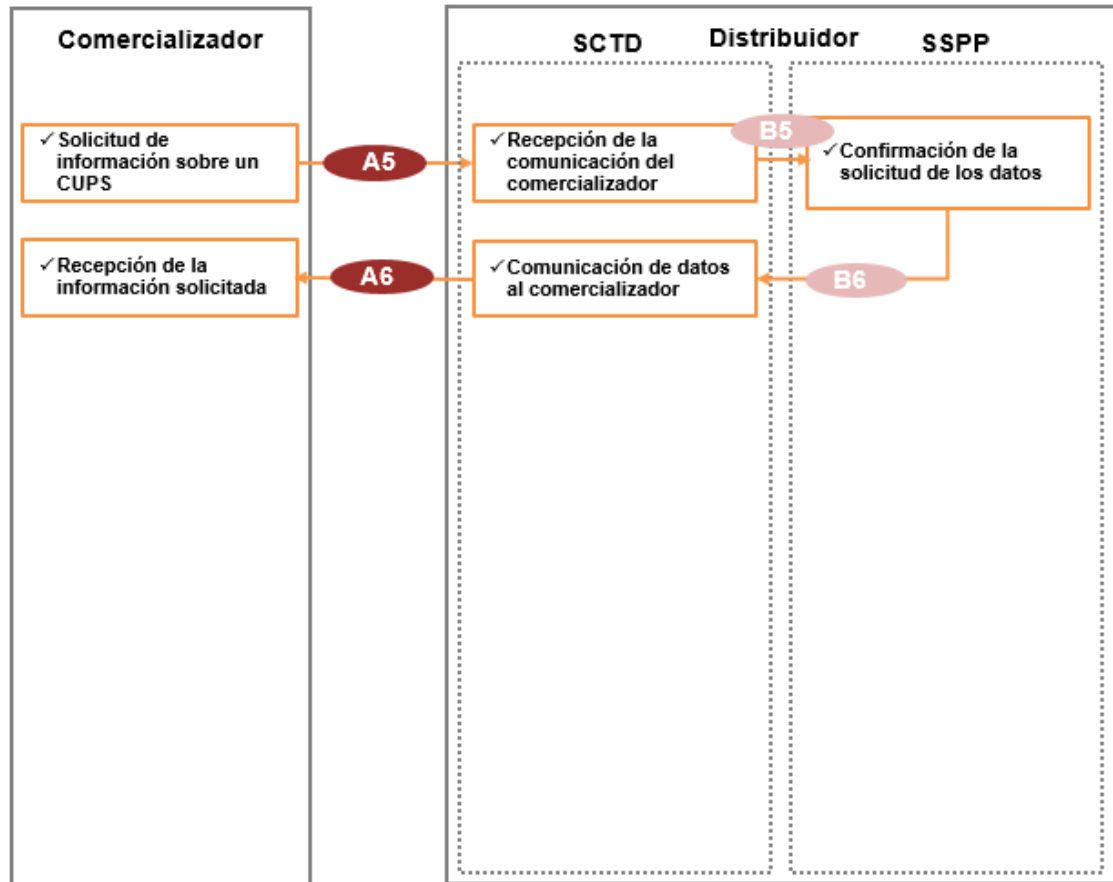 Comercializador
Distribuidor
SCTD
SSPP
✓ Solicitud de
información sobre un
CUPS
A5
✓ Recepción de la
comunicación del
comercializador
B5
✓ Confirmación de la
solicitud de los datos
✓ Recepción de la
información solicitada
A6
✓ Comunicación de datos
al comercializador
B6